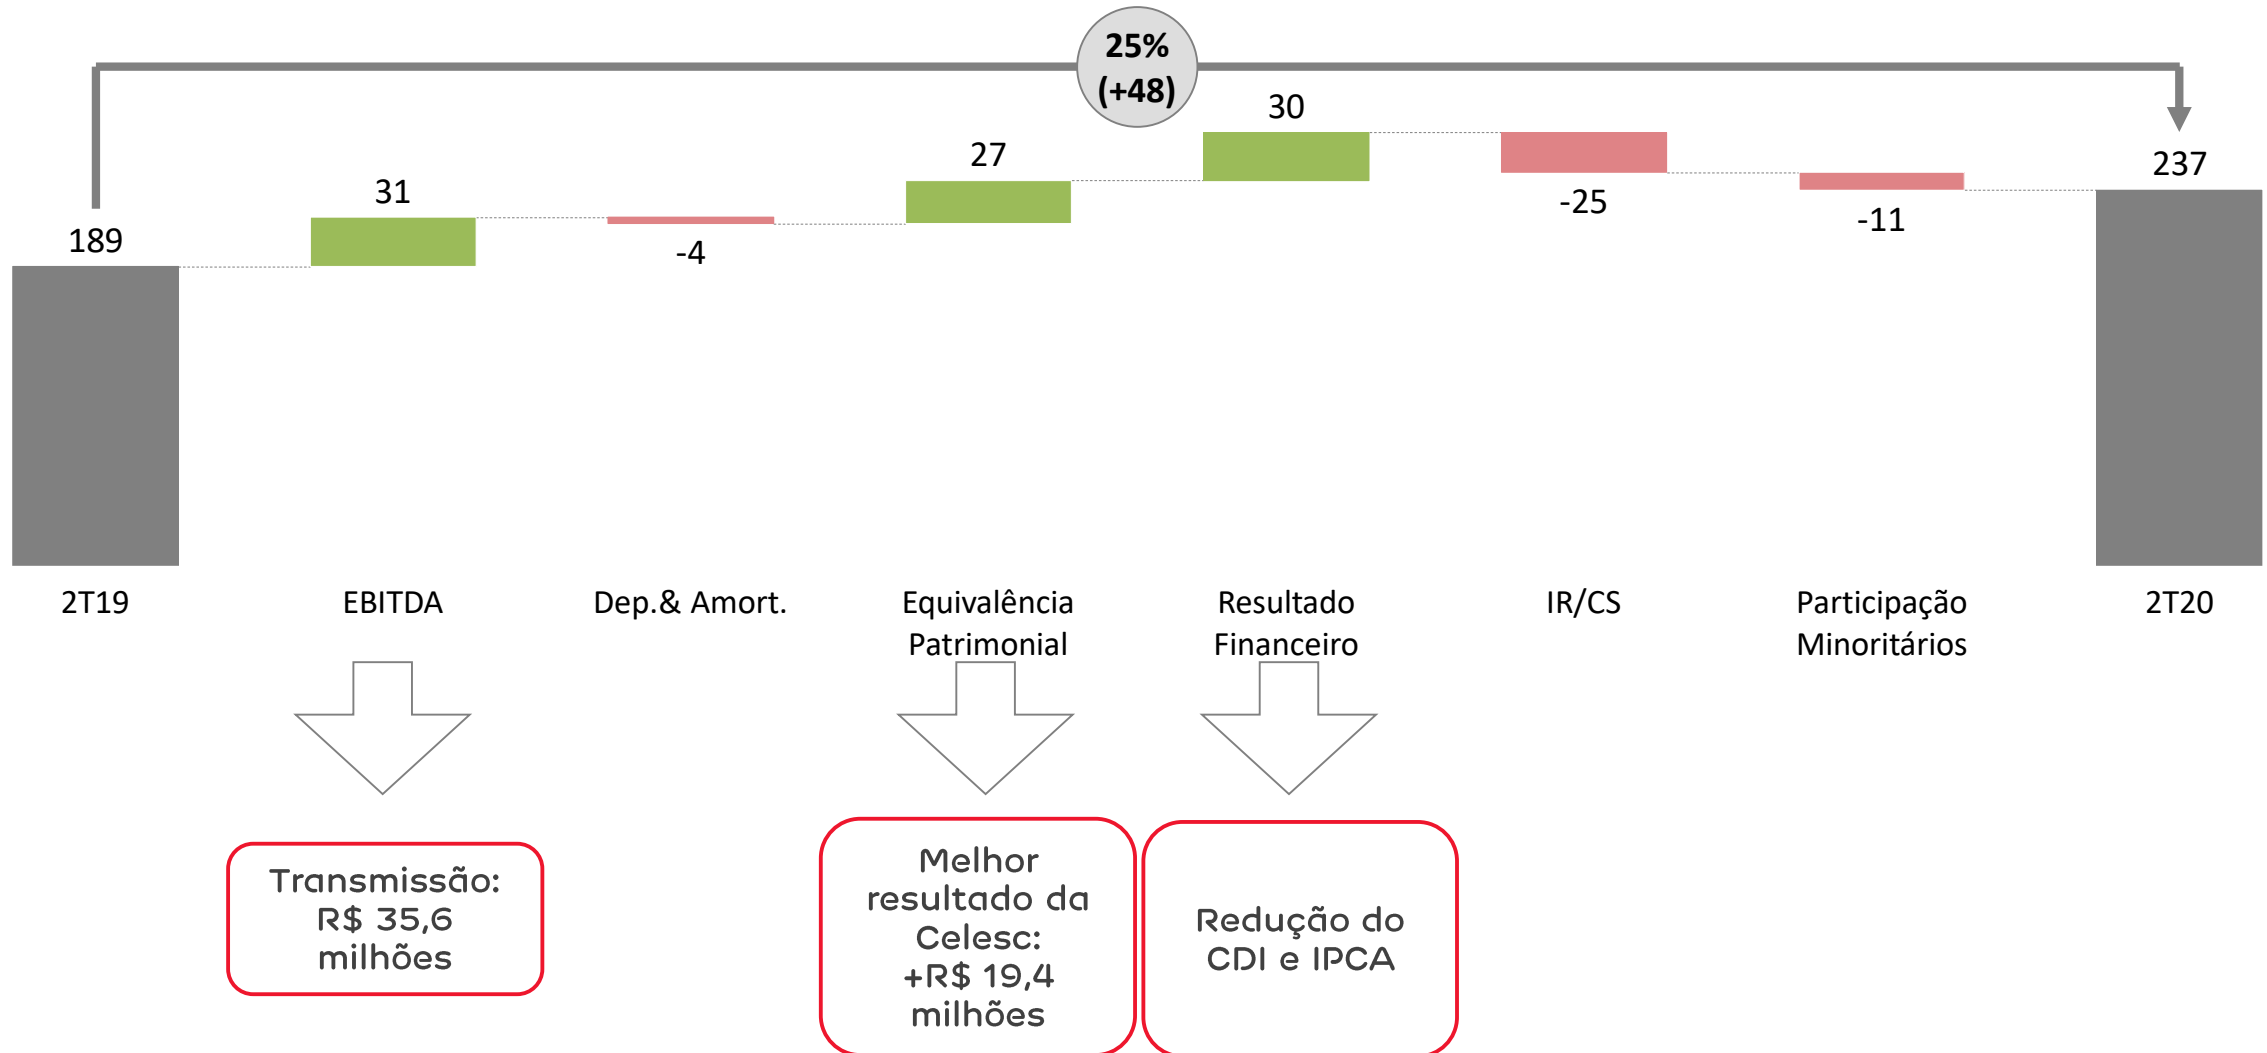 25%
(+48)
189
31
-4
27
30
-25
-11
237
2T19
EBITDA
Dep.& Amort.
Equivalência
Patrimonial
Resultado
Financeiro
IR/CS
Participação
Minoritários
2T20
Transmissão:
R$ 35,6
milhões
Melhor
resultado da
Celesc:
+R$ 19,4
milhões
Redução do
CDI e IPCA